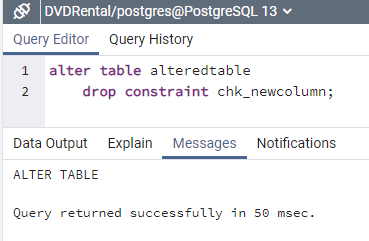 DVDRental/postgres@PostgreSQL 13
Query Editor Query History
1 alter table alteredtable
2 drop constraint chk_newcolumn;
Data Output Explain Messages Notifications
ALTER TABLE
Query returned successfully in 50 msec.